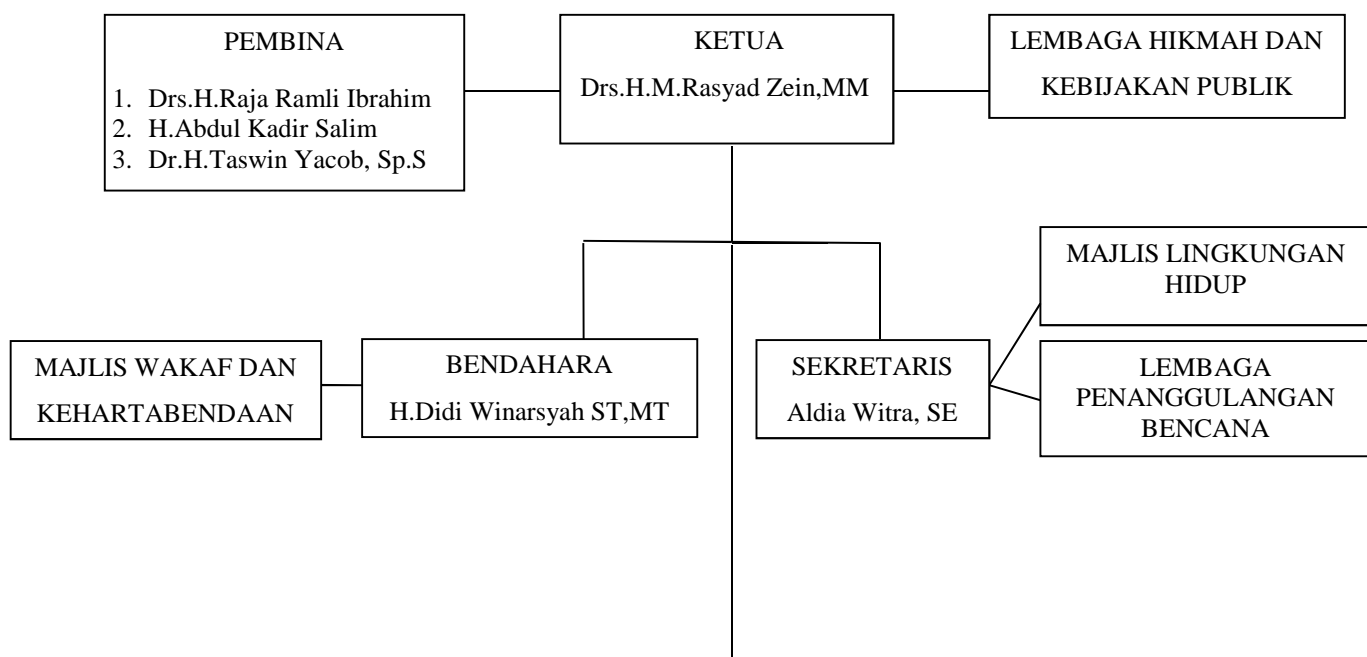 PEMBINA
1. Drs.H.Raja Ramli Ibrahim
2. H.Abdul Kadir Salim
3. Dr.H.Taswin Yacob, Sp.S
KETUA
Drs.H.M.Rasyad Zein,MM
LEMBAGA HIKMAH DAN
KEBIJAKAN PUBLIK
MAJLIS WAKAF DAN
KEHARTABENDAAN
BENDAHARA
H.Didi Winarsyah ST,MT
SEKRETARIS
Aldia Witra, SE
MAJLIS LINGKUNGAN
HIDUP
LEMBAGA
PENANGGULANGAN
BENCANA